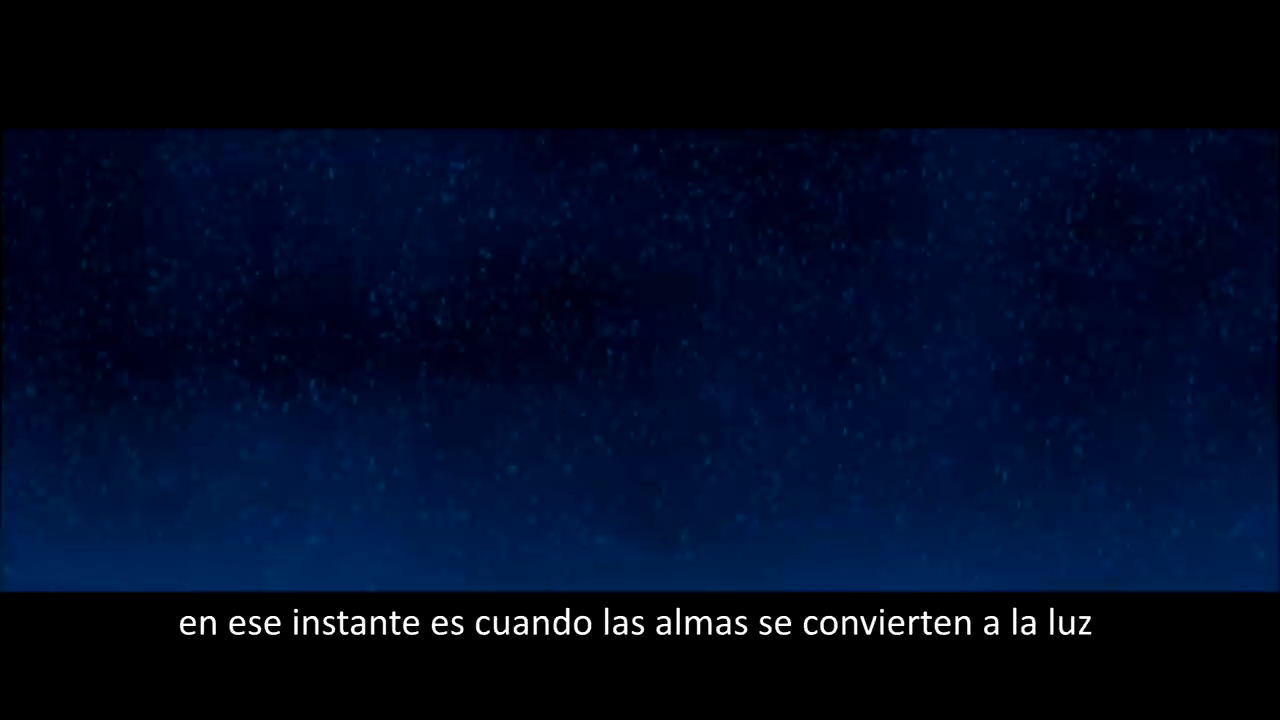 en ese instante es cuando las almas se convierten a la luz